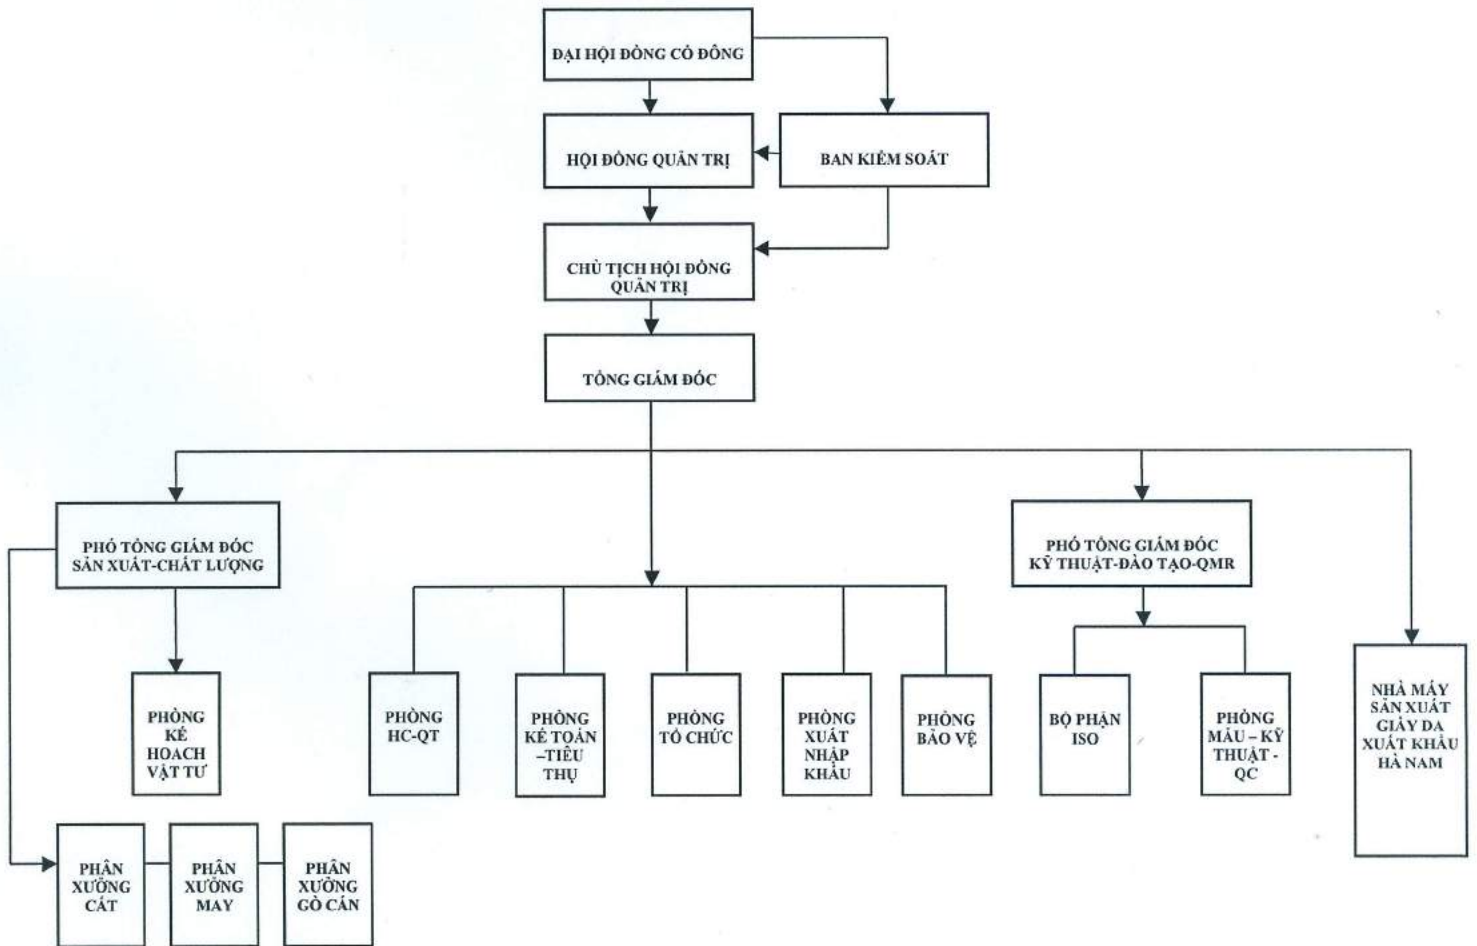 ĐẠI HỘI ĐỒNG CỔ ĐÔNG
HỘI ĐỒNG QUẢN TRỊ
BAN KIỂM SOÁT
CHỦ TỊCH HỘI ĐỒNG
QUẢN TRỊ
TỔNG GIÁM ĐỐC
PHÓ TỔNG GIÁM ĐỐC
SẢN XUẤT-CHẤT LƯỢNG
PHÓ TỔNG GIÁM ĐỐC
KỸ THUẬT-ĐÀO TẠO-QMR
PHÒNG
KẾ
HOẠCH
VẬT TƯ
PHÒNG
HC-QT
PHÒNG
KẾ TOÁN
–TIÊU
THỤ
PHÒNG
TỔ CHỨC
PHÒNG
XUẤT
NHẬP
KHẨU
PHÒNG
BẢO VỆ
BỘ PHẬN
ISO
PHÒNG
MẪU – KỸ
THUẬT -
QC
NHÀ MÁY
SẢN XUẤT
GIẦY DA
XUẤT KHẨU
HÀ NAM
PHÂN
XƯỞNG
CẮT
PHÂN
XƯỞNG
MAY
PHÂN
XƯỞNG
GÒ CÁN